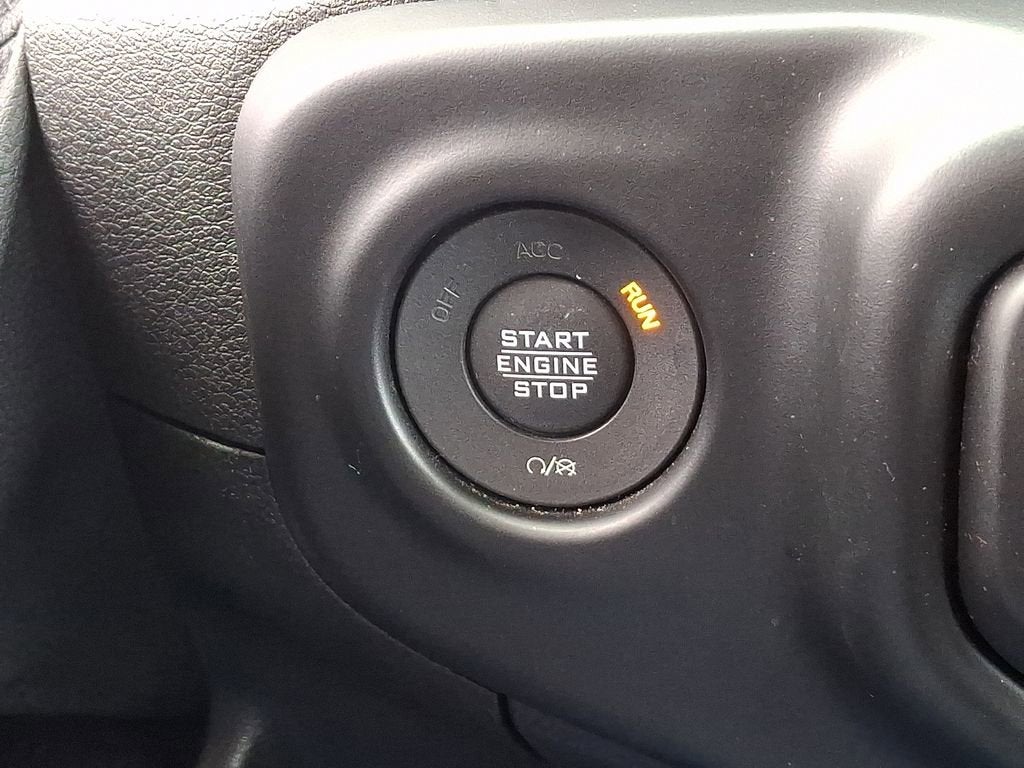 ACC
OFF
RUN
START
ENGINE
STOP